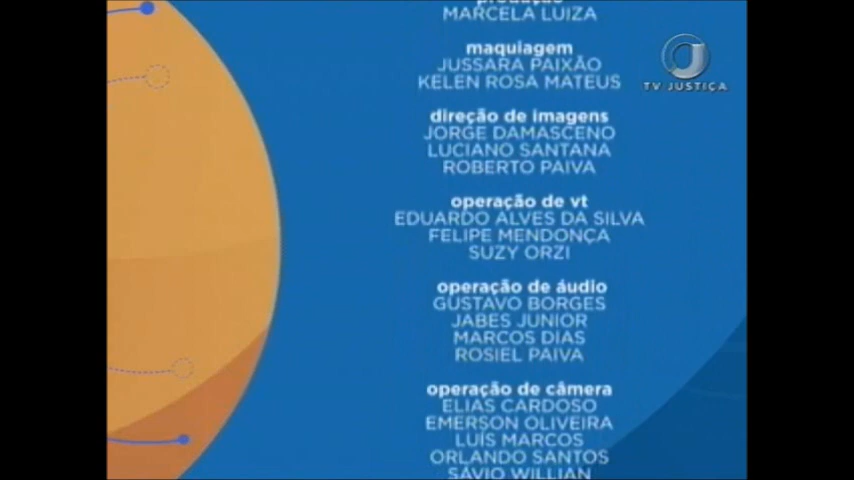 produção
MARCELA LUIZA
maquiagem
JUSSARA PAIXÃO
KELEN ROSA MATEUS
TV JUSTIÇA
direção de imagens
JORGE DAMASCENO
LUCIANO SANTANA
ROBERTO PAIVA
operação de vt
EDUARDO ALVES DA SILVA
FELIPE MENDONÇA
SUZY ORZI
operação de áudio
GUSTAVO BORGES
JABES JUNIOR
MARCOS DIAS
ROSIEL PAIVA
operação de câmera
ELIAS CARDOSO
EMERSON OLIVEIRA
LUÍS MARCOS
ORLANDO SANTOS
SÁVIO WILLIAN